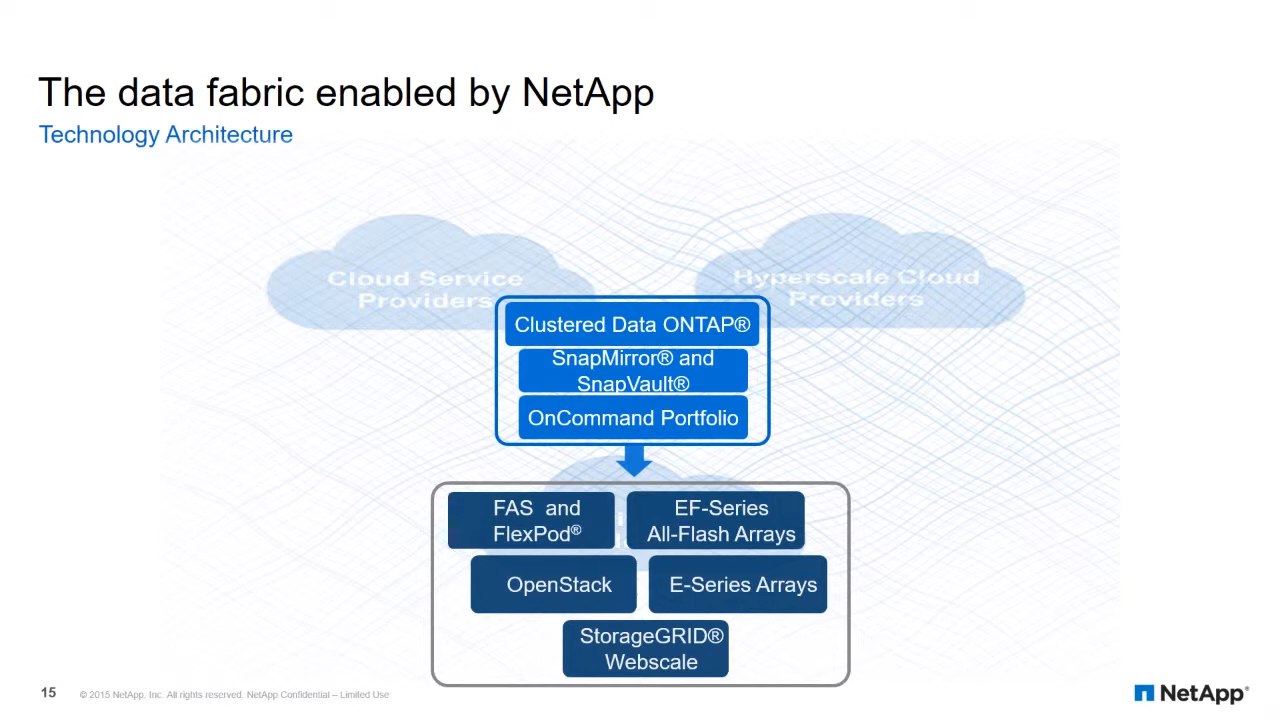 The data fabric enabled by NetApp
Technology Architecture
Cloud Service
Providers
Hyperscale Cloud
Providers
Clustered Data ONTAP®
SnapMirror® and
SnapVault®
OnCommand Portfolio
FAS and
FlexPod®
EF-Series
All-Flash Arrays
OpenStack
E-Series Arrays
StorageGRID®
Webscale
15
© 2015 NetApp, Inc. All rights reserved. NetApp Confidential – Limited Use
NetApp®